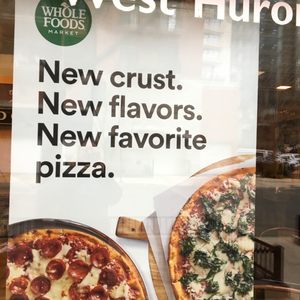 West Huron
WHOLE
FOODS
MARKET
New crust.
New flavors.
New favorite
pizza.